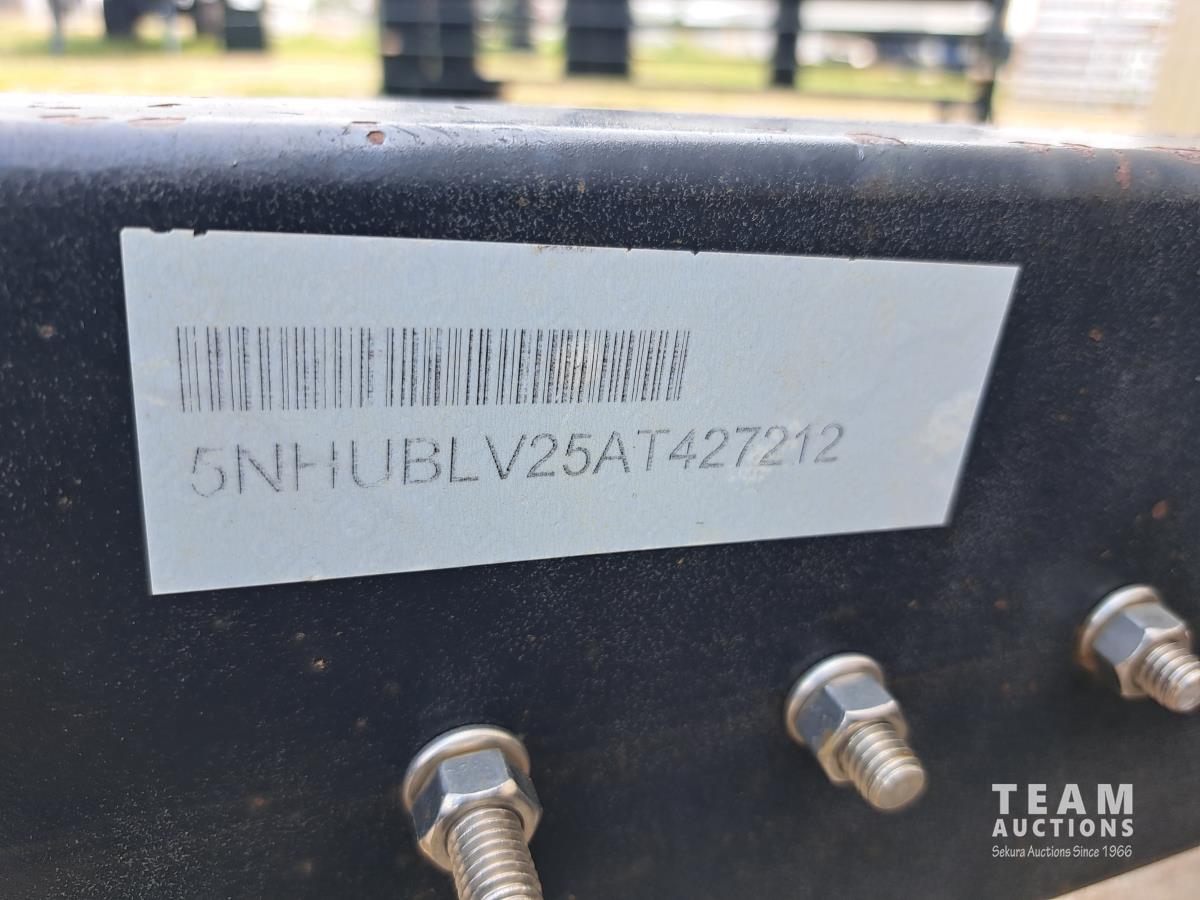 5NHUBLV25AT427212
TEAM
AUCTIONS
Sekura Auctions Since 1966